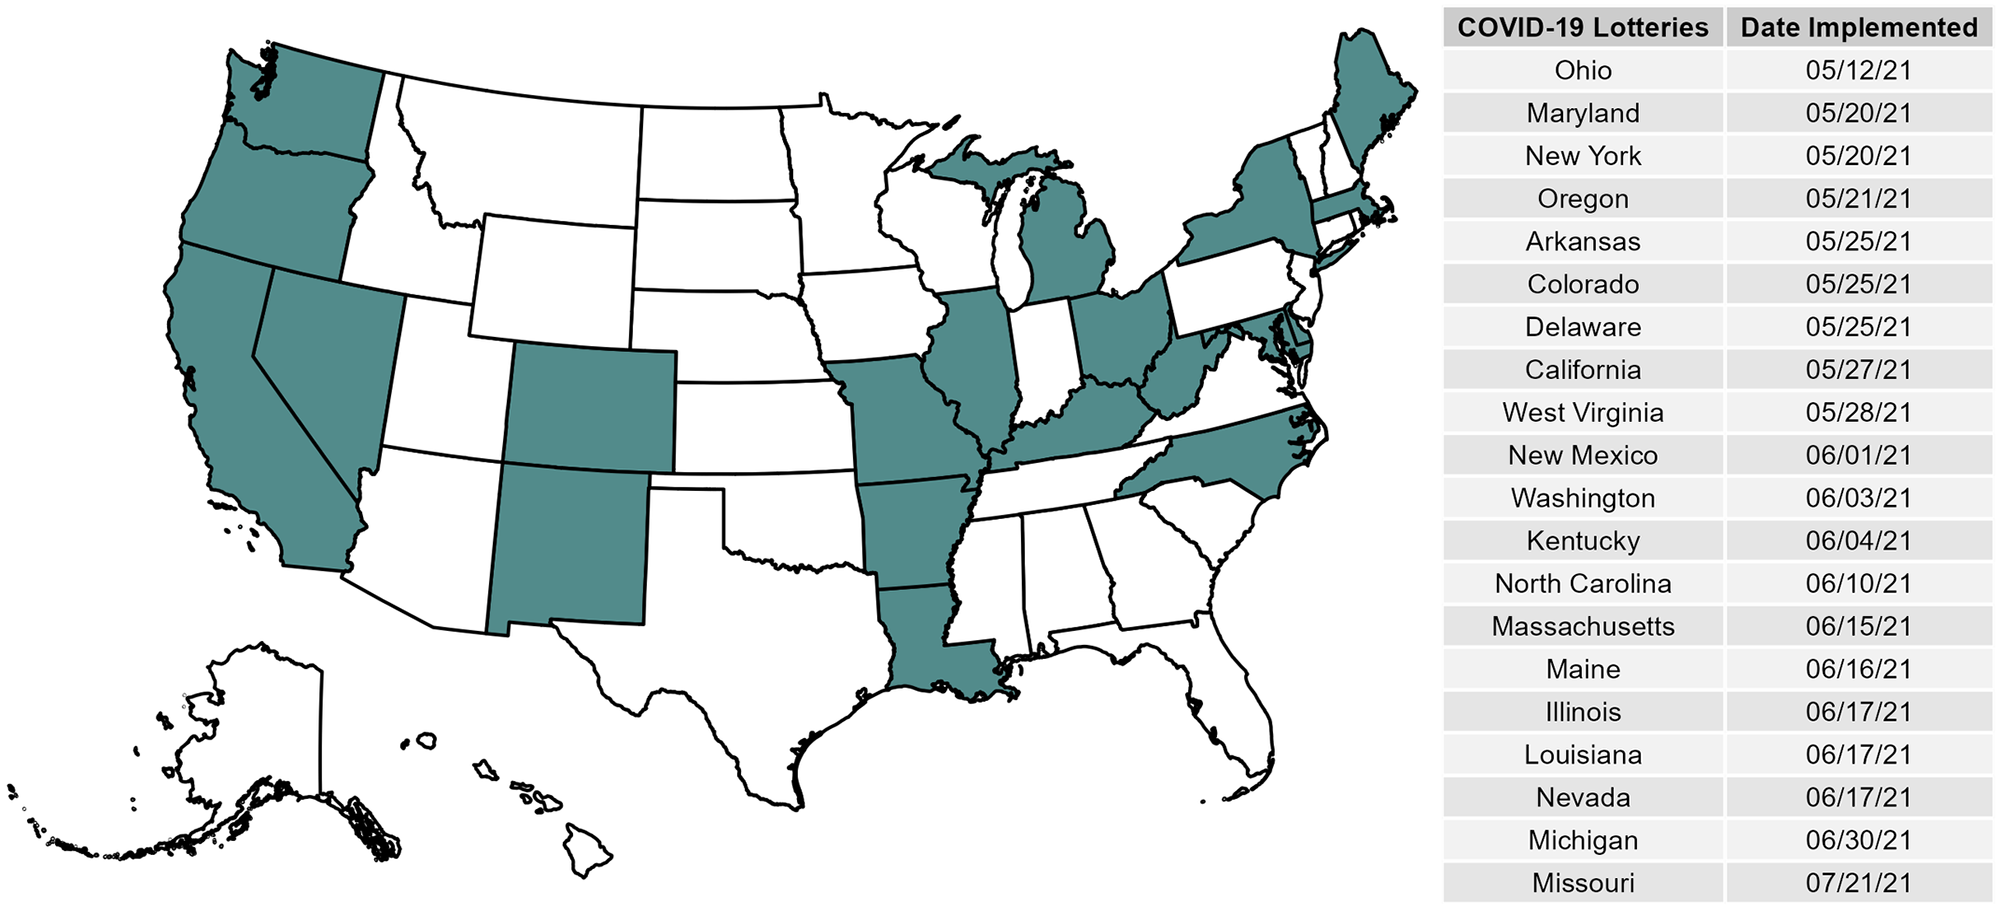 COVID-19 Lotteries Date Implemented
Ohio 05/12/21
Maryland 05/20/21
New York 05/20/21
Oregon 05/21/21
Arkansas 05/25/21
Colorado 05/25/21
Delaware 05/25/21
California 05/27/21
West Virginia 05/28/21
New Mexico 06/01/21
Washington 06/03/21
Kentucky 06/04/21
North Carolina 06/10/21
Massachusetts 06/15/21
Maine 06/16/21
Illinois 06/17/21
Louisiana 06/17/21
Nevada 06/17/21
Michigan 06/30/21
Missouri 07/21/21